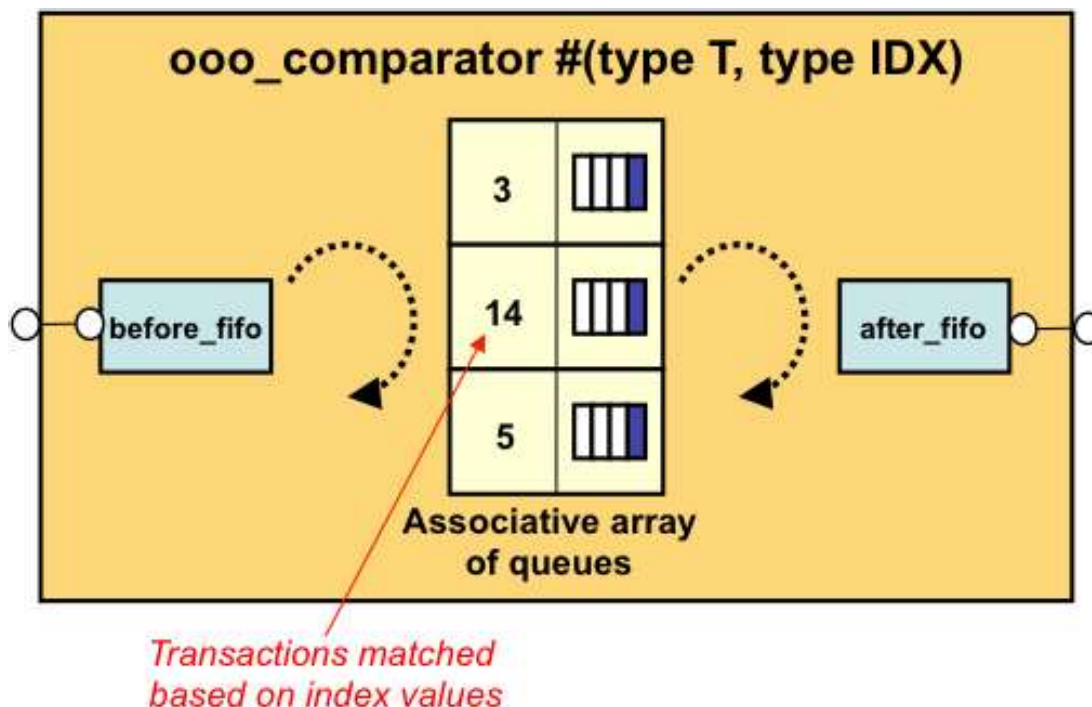 ooo_comparator #(type T, type IDX)
3
before_fifo
14
after_fifo
5
Associative array
of queues
Transactions matched
based on index values